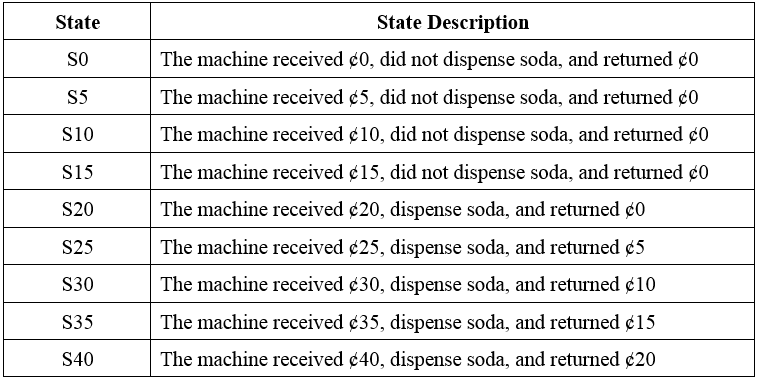 State State Description
S0 The machine received ¢0, did not dispense soda, and returned ¢0
S5 The machine received ¢5, did not dispense soda, and returned ¢0
S10 The machine received ¢10, did not dispense soda, and returned ¢0
S15 The machine received ¢15, did not dispense soda, and returned ¢0
S20 The machine received ¢20, dispense soda, and returned ¢0
S25 The machine received ¢25, dispense soda, and returned ¢5
S30 The machine received ¢30, dispense soda, and returned ¢10
S35 The machine received ¢35, dispense soda, and returned ¢15
S40 The machine received ¢40, dispense soda, and returned ¢20